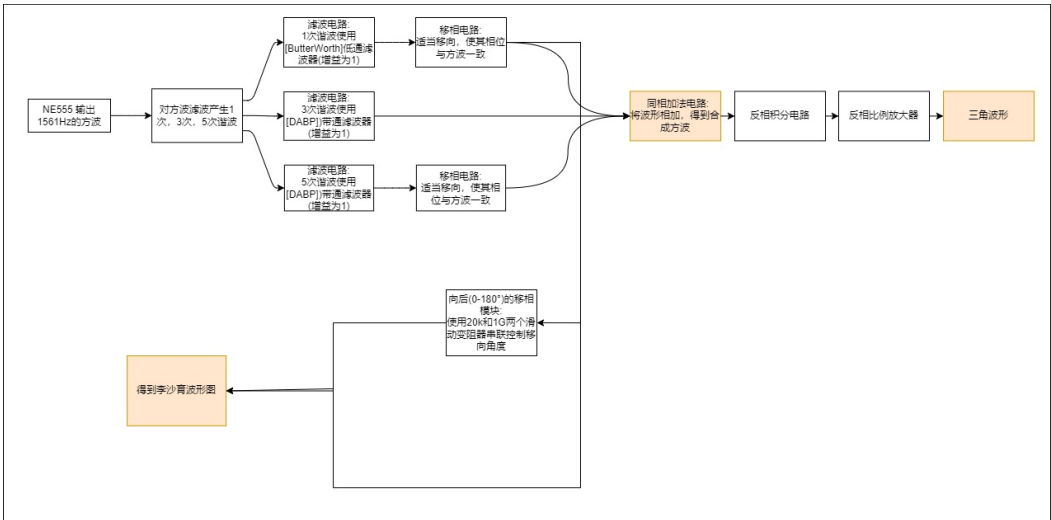 NE555 输出
1561Hz的方波
对方波滤波产生1
次，3次，5次谐波
滤波电路:
1次谐波使用
[ButterWorth]低通滤
波器(增益为1)
移相电路:
适当移向，使其相位
与方波一致
滤波电路:
3次谐波使用
[DABP])带通滤波器
(增益为1)
滤波电路:
5次谐波使用
[DABP])带通滤波器
(增益为1)
移相电路:
适当移向，使其相
位与方波一致
同相加法电路:
将波形相加，得到合
成方波
反相积分电路
反相比例放大器
三角波形
向后(0-180°)的移相
模块:
使用20k和1G两个滑
动变阻器串联控制移
向角度
得到李沙育波形图